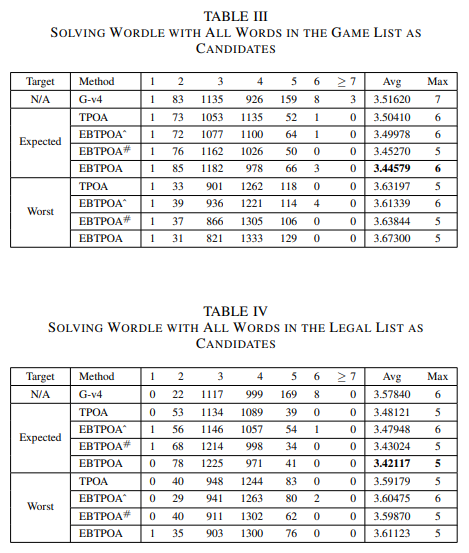 TABLE III
SOLVING WORDLE WITH ALL WORDS IN THE GAME LIST AS
CANDIDATES
Target Method 1 2 3 4 5 6 ≥ 7 Avg Max
N/A G-v4 1 83 1135 926 159 8 3 3.51620 7
Expected TPOA 1 73 1053 1135 52 1 0 3.50410 6
EBTPOA^ 1 72 1077 1100 64 1 0 3.49978 6
EBTPOA# 1 76 1162 1026 50 0 0 3.45270 5
EBTPOA 1 85 1182 978 66 3 0 3.44579 6
Worst TPOA 1 33 901 1262 118 0 0 3.63197 5
EBTPOA^ 1 39 936 1221 114 4 0 3.61339 6
EBTPOA# 1 37 866 1305 106 0 0 3.63844 5
EBTPOA 1 31 821 1333 129 0 0 3.67300 5
TABLE IV
SOLVING WORDLE WITH ALL WORDS IN THE LEGAL LIST AS
CANDIDATES
Target Method 1 2 3 4 5 6 ≥ 7 Avg Max
N/A G-v4 0 22 1117 999 169 8 0 3.57840 6
Expected TPOA 0 53 1134 1089 39 0 0 3.48121 5
EBTPOA^ 1 56 1146 1057 54 1 0 3.47948 6
EBTPOA# 1 68 1214 998 34 0 0 3.43024 5
EBTPOA 0 78 1225 971 41 0 0 3.42117 5
Worst TPOA 0 40 948 1244 83 0 0 3.59179 5
EBTPOA^ 0 29 941 1263 80 2 0 3.60475 6
EBTPOA# 0 40 911 1302 62 0 0 3.59870 5
EBTPOA 1 35 903 1300 76 0 0 3.61123 5